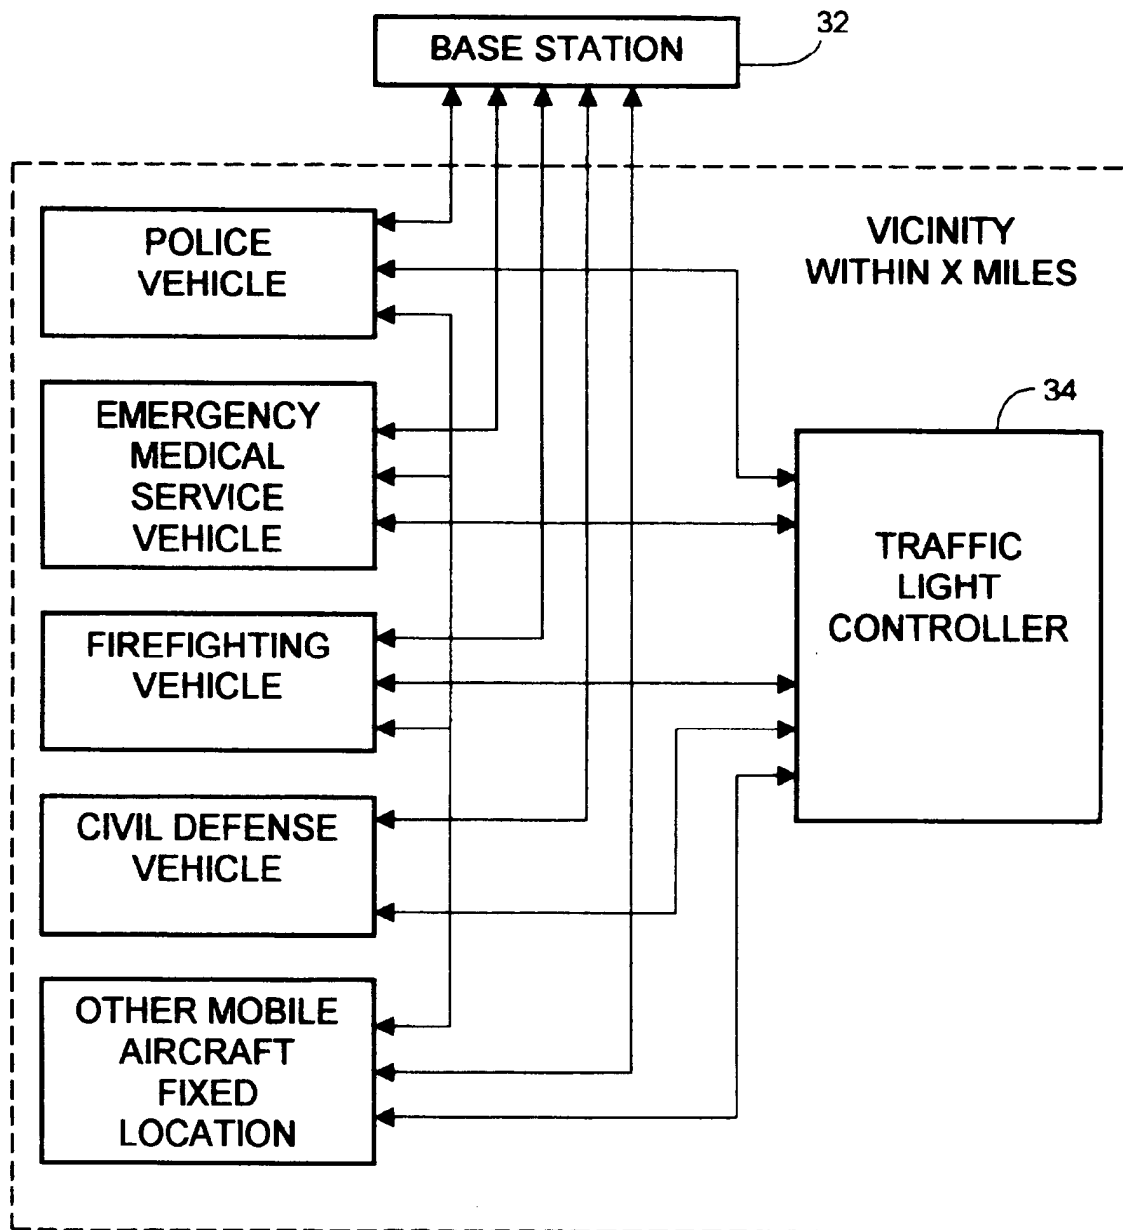 BASE STATION
32
VICINITY
WITHIN X MILES
POLICE
VEHICLE
EMERGENCY
MEDICAL
SERVICE
VEHICLE
34
TRAFFIC
LIGHT
CONTROLLER
FIREFIGHTING
VEHICLE
CIVIL DEFENSE
VEHICLE
OTHER MOBILE
AIRCRAFT
FIXED
LOCATION